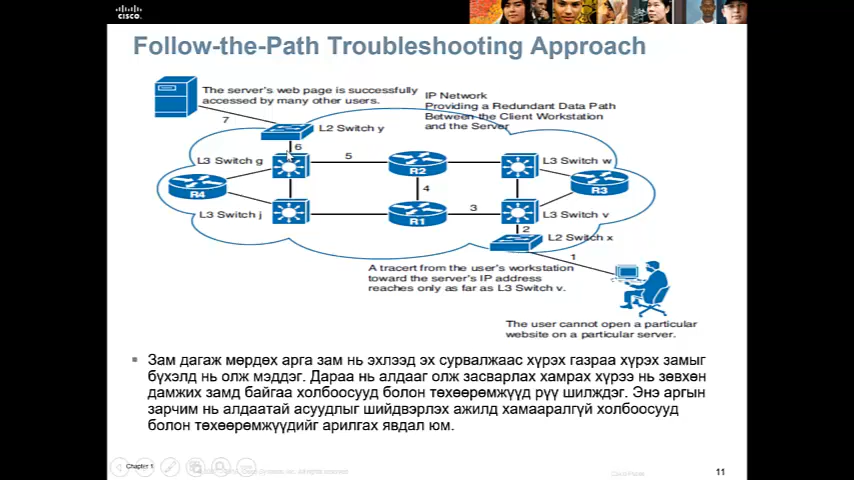 CISCO
Follow-the-Path Troubleshooting Approach
The server's web page is successfully
accessed by many other users.
IP Network
Providing a Redundant Data Path
Between the Client Workstation
and the Server
7
L2 Switch y
6
L3 Switch g
5
R2
L3 Switch w
R4
4
R3
L3 Switch j
R1
3
L3 Switch v
2
L2 Switch x
1
A tracert from the user's workstation
toward the server's IP address
reaches only as far as L3 Switch v.
The user cannot open a particular
website on a particular server.
Зам дагаж мөрдөх арга зам нь эхлээд эх сурвалжаас хүрэх газраа хүрэх замыг
бүхэлд нь олж мэддэг. Дараа нь алдааг олж засварлах хамрах хүрээ нь зөвхөн
дамжих замд байгаа холбоосууд болон төхөөрөмжүүд рүү шилждэг. Энэ аргын
зарчим нь алдаатай асуудлыг шийдвэрлэх ажилд хамааралгүй холбоосууд
болон төхөөрөмжүүдийг арилгах явдал юм.
Chapter 1
11